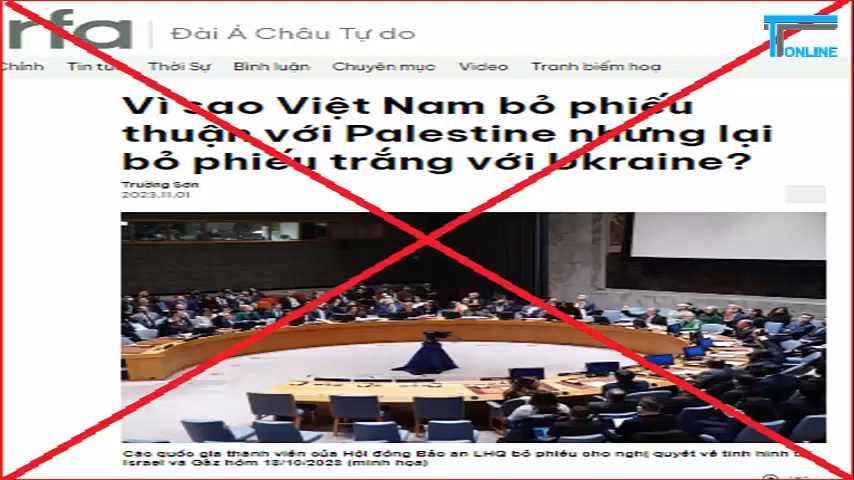 rfa Đài Á Châu Tự do
Chính Tin tức Thời Sự Bình luận Chuyên mục Video Tranh biếm hoạ
TT ONLINE
Vì sao Việt Nam bỏ phiếu
thuận với Palestine nhưng lại
bỏ phiếu trắng với Ukraine?
Trường Sơn
2023.11.01
Các quốc gia thành viên của Hội đồng Bảo an LHQ bỏ phiếu cho nghị quyết về tình hình
Israel và Gaza hôm 18/10/2023 (minh họa)